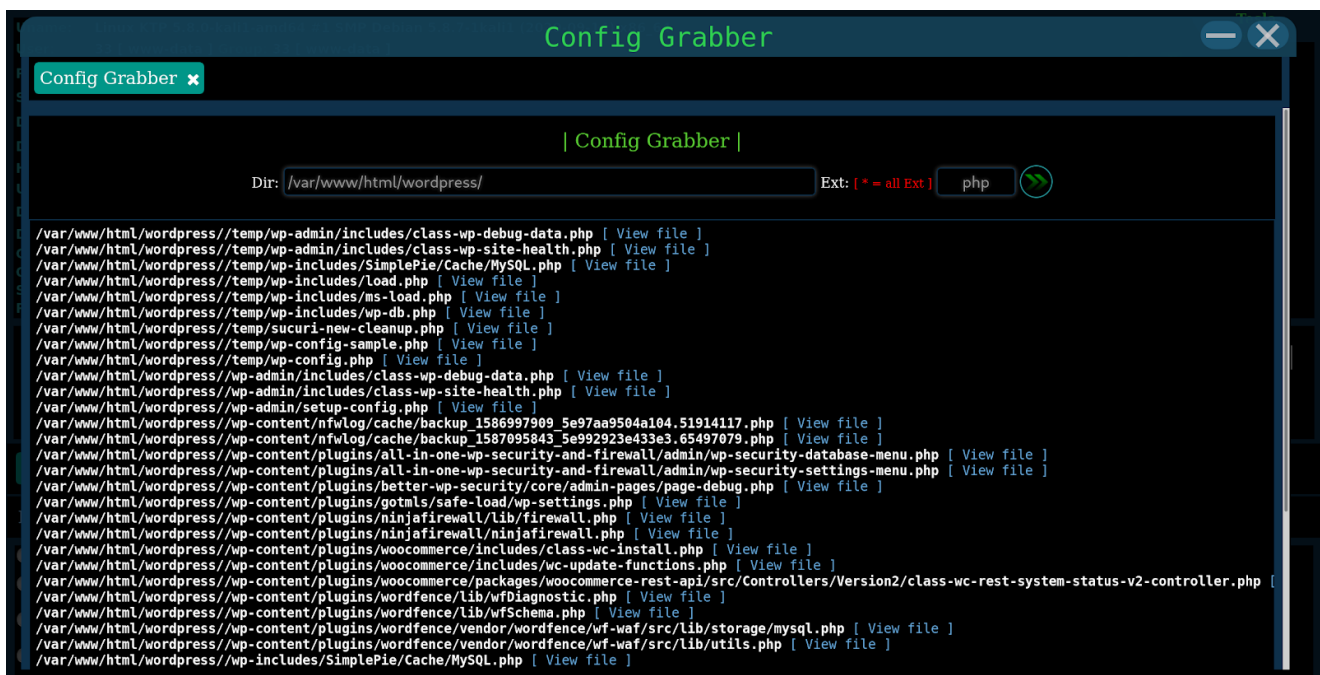 Config Grabber
Config Grabber ✖
| Config Grabber |
Dir: /var/www/html/wordpress/ Ext: [ * = all Ext ] php
/var/www/html/wordpress//temp/wp-admin/includes/class-wp-debug-data.php [ View file ]
/var/www/html/wordpress//temp/wp-admin/includes/class-wp-site-health.php [ View file ]
/var/www/html/wordpress//temp/wp-includes/SimplePie/Cache/MySQL.php [ View file ]
/var/www/html/wordpress//temp/wp-includes/load.php [ View file ]
/var/www/html/wordpress//temp/wp-includes/ms-load.php [ View file ]
/var/www/html/wordpress//temp/wp-includes/wp-db.php [ View file ]
/var/www/html/wordpress//temp/sucuri-new-cleanup.php [ View file ]
/var/www/html/wordpress//temp/wp-config-sample.php [ View file ]
/var/www/html/wordpress//temp/wp-config.php [ View file ]
/var/www/html/wordpress//wp-admin/includes/class-wp-debug-data.php [ View file ]
/var/www/html/wordpress//wp-admin/includes/class-wp-site-health.php [ View file ]
/var/www/html/wordpress//wp-admin/setup-config.php [ View file ]
/var/www/html/wordpress//wp-content/nfwlog/cache/backup_1586997909_5e97aa9504a104.51914117.php [ View file ]
/var/www/html/wordpress//wp-content/nfwlog/cache/backup_1587095843_5e992923e433e3.65497079.php [ View file ]
/var/www/html/wordpress//wp-content/plugins/all-in-one-wp-security-and-firewall/admin/wp-security-database-menu.php [ View file ]
/var/www/html/wordpress//wp-content/plugins/all-in-one-wp-security-and-firewall/admin/wp-security-settings-menu.php [ View file ]
/var/www/html/wordpress//wp-content/plugins/better-wp-security/core/admin-pages/page-debug.php [ View file ]
/var/www/html/wordpress//wp-content/plugins/gotmls/safe-load/wp-settings.php [ View file ]
/var/www/html/wordpress//wp-content/plugins/ninjafirewall/lib/firewall.php [ View file ]
/var/www/html/wordpress//wp-content/plugins/ninjafirewall/ninjafirewall.php [ View file ]
/var/www/html/wordpress//wp-content/plugins/woocommerce/includes/class-wc-install.php [ View file ]
/var/www/html/wordpress//wp-content/plugins/woocommerce/includes/wc-update-functions.php [ View file ]
/var/www/html/wordpress//wp-content/plugins/woocommerce/packages/woocommerce-rest-api/src/Controllers/Version2/class-wc-rest-system-status-v2-controller.php [
/var/www/html/wordpress//wp-content/plugins/wordfence/lib/wfDiagnostic.php [ View file ]
/var/www/html/wordpress//wp-content/plugins/wordfence/lib/wfSchema.php [ View file ]
/var/www/html/wordpress//wp-content/plugins/wordfence/vendor/wordfence/wf-waf/src/lib/storage/mysql.php [ View file ]
/var/www/html/wordpress//wp-content/plugins/wordfence/vendor/wordfence/wf-waf/src/lib/utils.php [ View file ]
/var/www/html/wordpress//wp-includes/SimplePie/Cache/MySQL.php [ View file ]